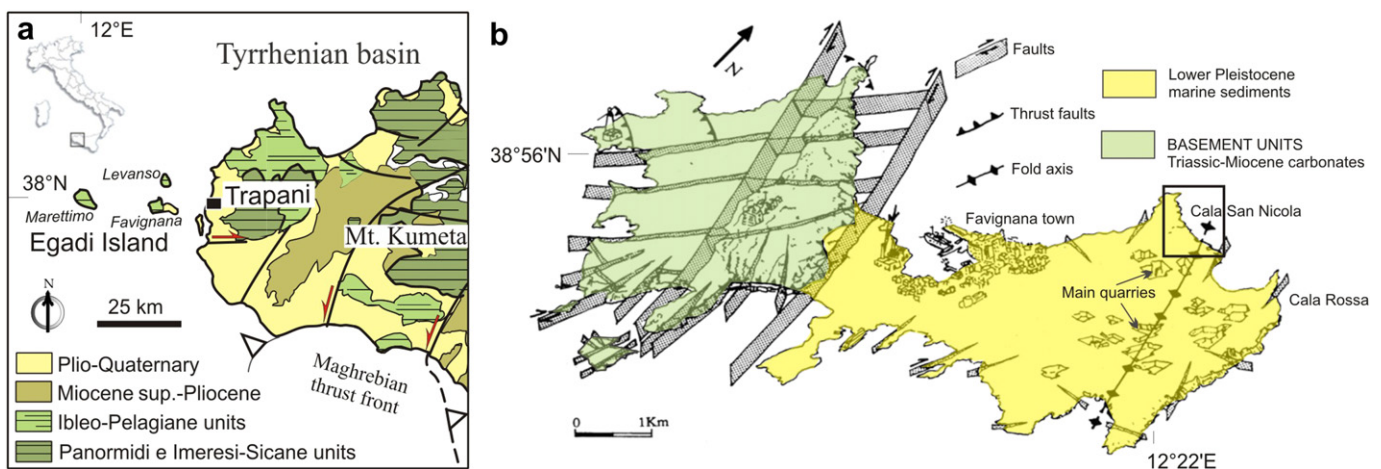 a
12°E
Tyrrhenian basin
38°N
Levanso
Marettimo
Favignana
Egadi Island
Trapani
Mt. Kumeta
N
25 km
Maghrebian
thrust front
Plio-Quaternary
Miocene sup.-Pliocene
Ibleo-Pelagiane units
Panormidi e Imeresi-Sicane units
b
N
38°56'N
Faults
Thrust faults
Fold axis
Lower Pleistocene
marine sediments
BASEMENT UNITS
Triassic-Miocene carbonates
Favignana town
Cala San Nicola
Main quarries
Cala Rossa
0
1Km
12°22'E